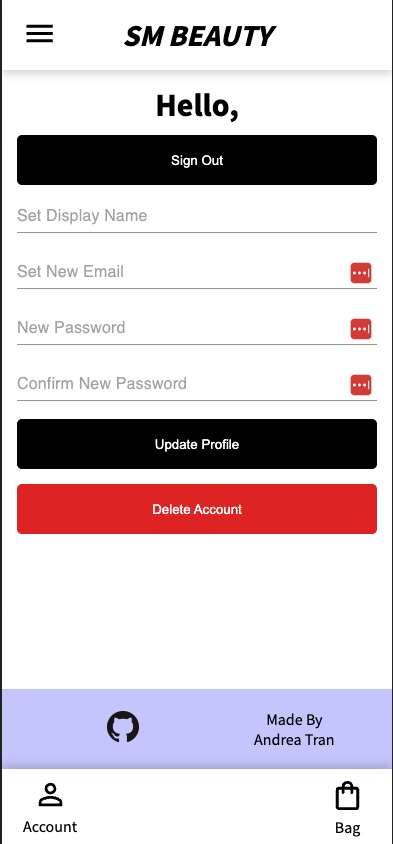 SM BEAUTY
Hello,
Sign Out
Set Display Name
Set New Email
New Password
Confirm New Password
Update Profile
Delete Account
Made By
Andrea Tran
Account
Bag